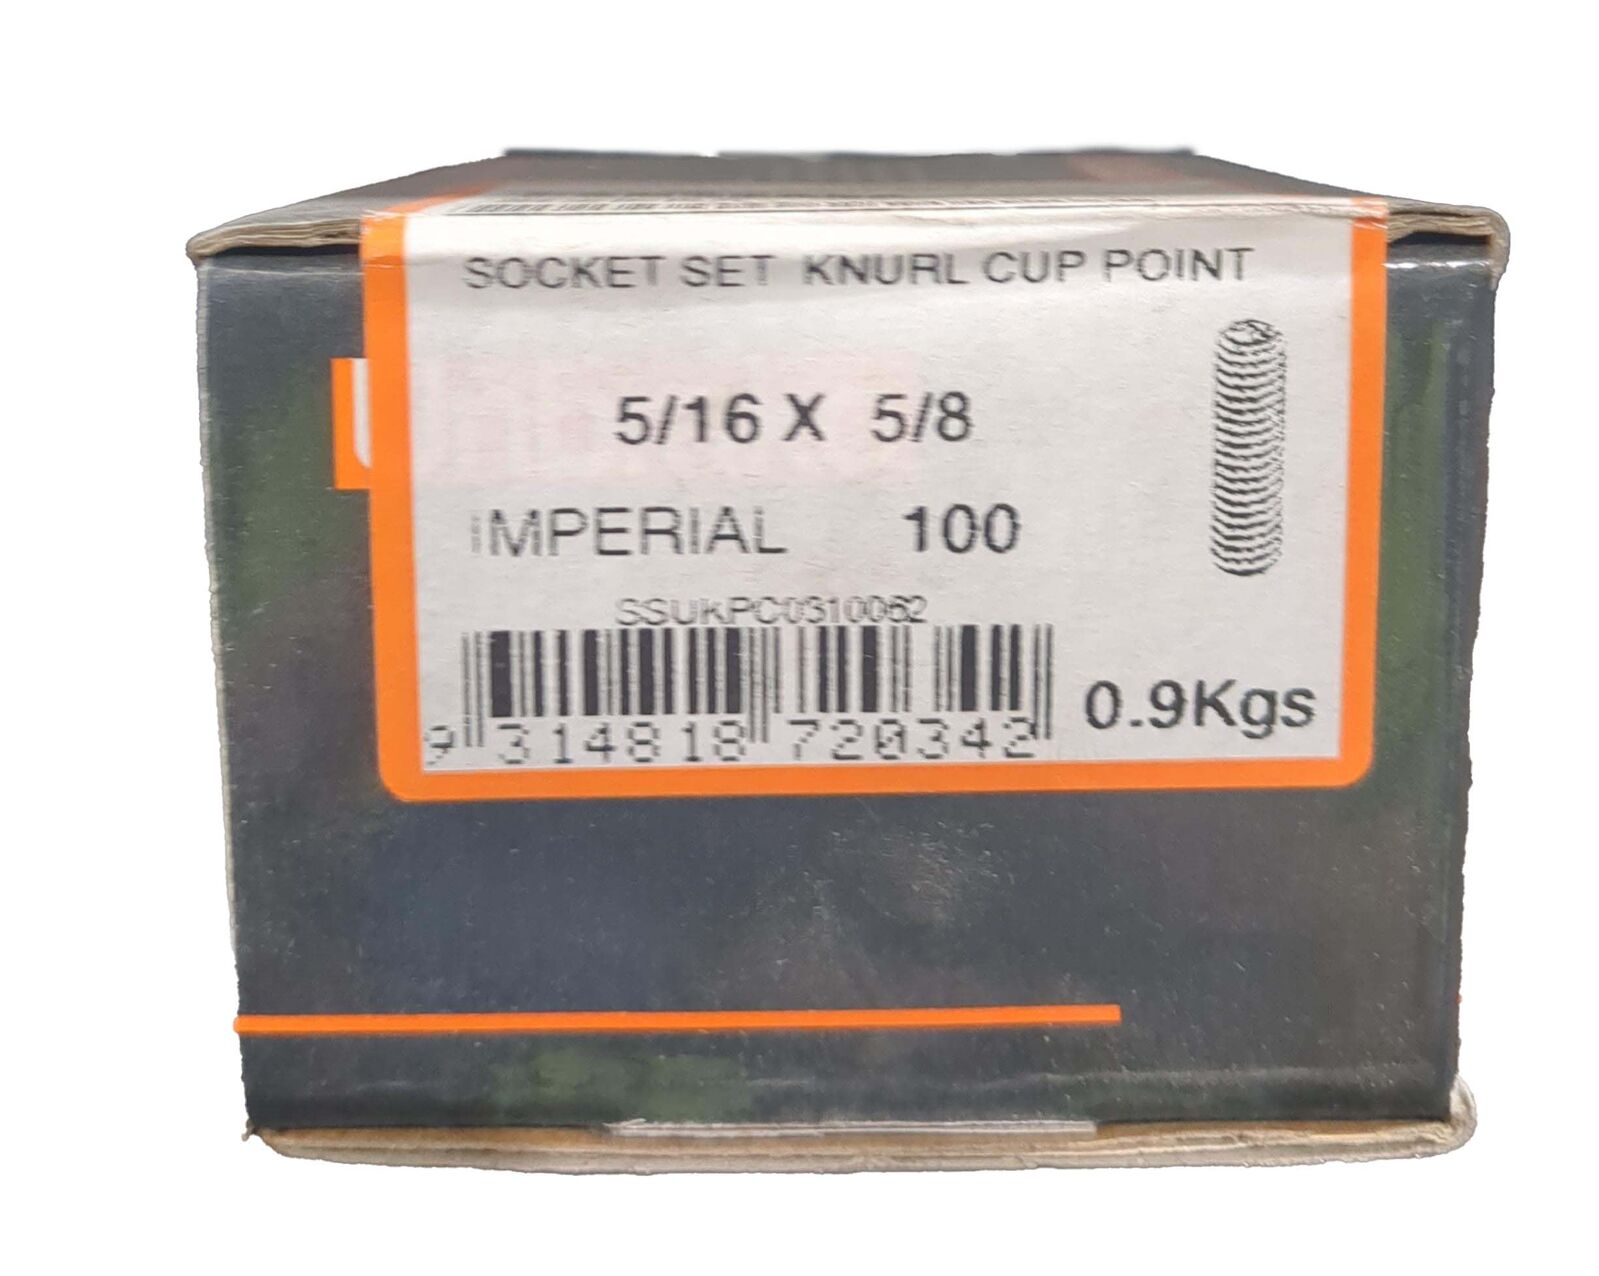 SOCKET SET KNURL CUP POINT
5/16 X 5/8
IMPERIAL 100
SSUKPC0310062
9 314818 720342
0.9Kgs